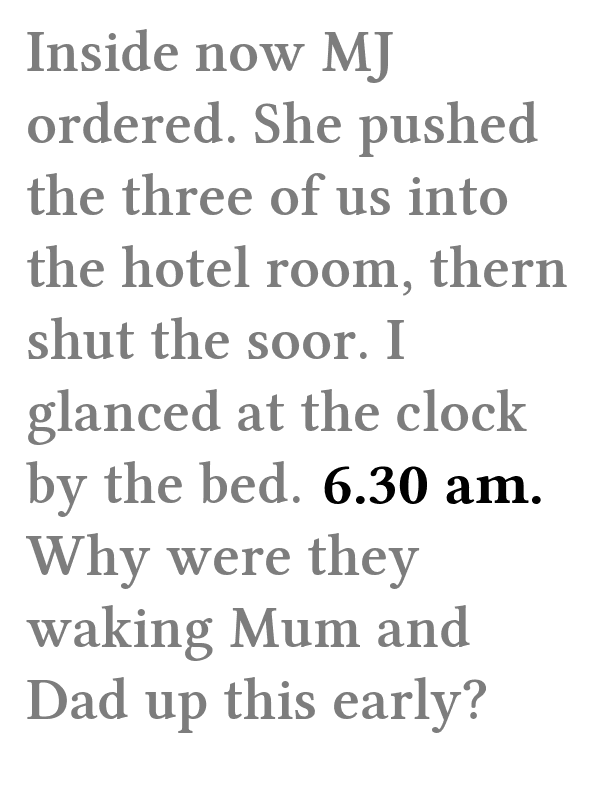 Inside now MJ
ordered. She pushed
the three of us into
the hotel room, thern
shut the soor. I
glanced at the clock
by the bed. 6.30 am.
Why were they
waking Mum and
Dad up this early?